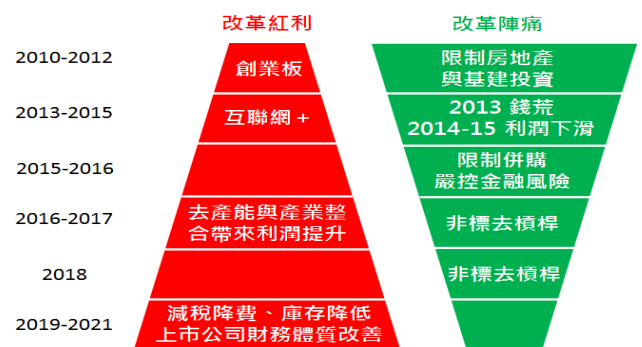 改革紅利
改革陣痛
2010-2012
創業板
限制房地產
與基建投資
2013-2015
互聯網+
2013 錢荒
2014-15 利潤下滑
2015-2016
限制併購
嚴控金融風險
2016-2017
去產能與產業整
合帶來利潤提升
非標去槓桿
2018
非標去槓桿
2019-2021
減稅降費、庫存降低
上市公司財務體質改善